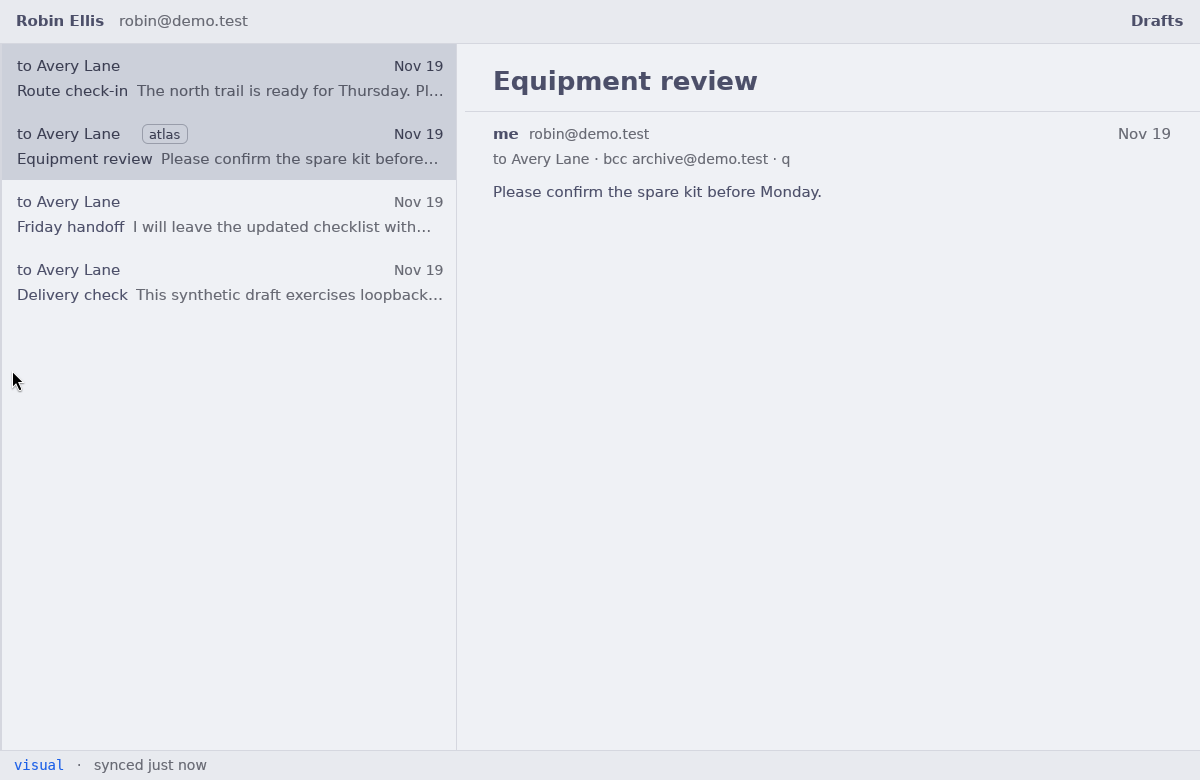 Robin Ellis robin@demo.test Drafts
to Avery Lane Nov 19
Route check-in The north trail is ready for Thursday. Pl…
to Avery Lane atlas Nov 19
Equipment review Please confirm the spare kit before…
to Avery Lane Nov 19
Friday handoff I will leave the updated checklist with…
to Avery Lane Nov 19
Delivery check This synthetic draft exercises loopback…
Equipment review
me robin@demo.test Nov 19
to Avery Lane · bcc archive@demo.test · q
Please confirm the spare kit before Monday.
visual · synced just now